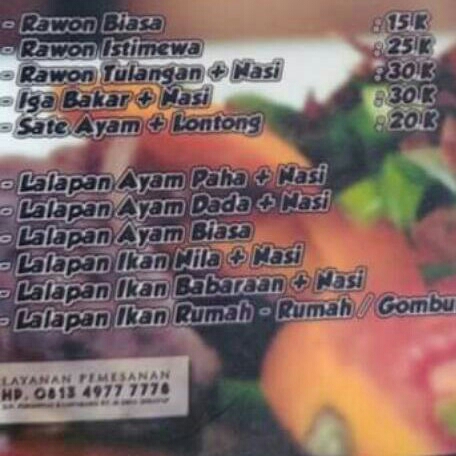 - Rawon Biasa : 15 K
- Rawon Istimewa : 25 K
- Rawon Tulangan + Nasi : 30 K
- Iga Bakar + Nasi : 30 K
- Sate Ayam + Lontong : 20 K
- Lalapan Ayam Paha + Nasi
- Lalapan Ayam Dada + Nasi
- Lalapan Ayam Biasa
- Lalapan Ikan Nila + Nasi
- Lalapan Ikan Babaraan + Nasi
- Lalapan Ikan Rumah - Rumah / Gombu
LAYANAN PEMESANAN
HP. 0813 4977 7778